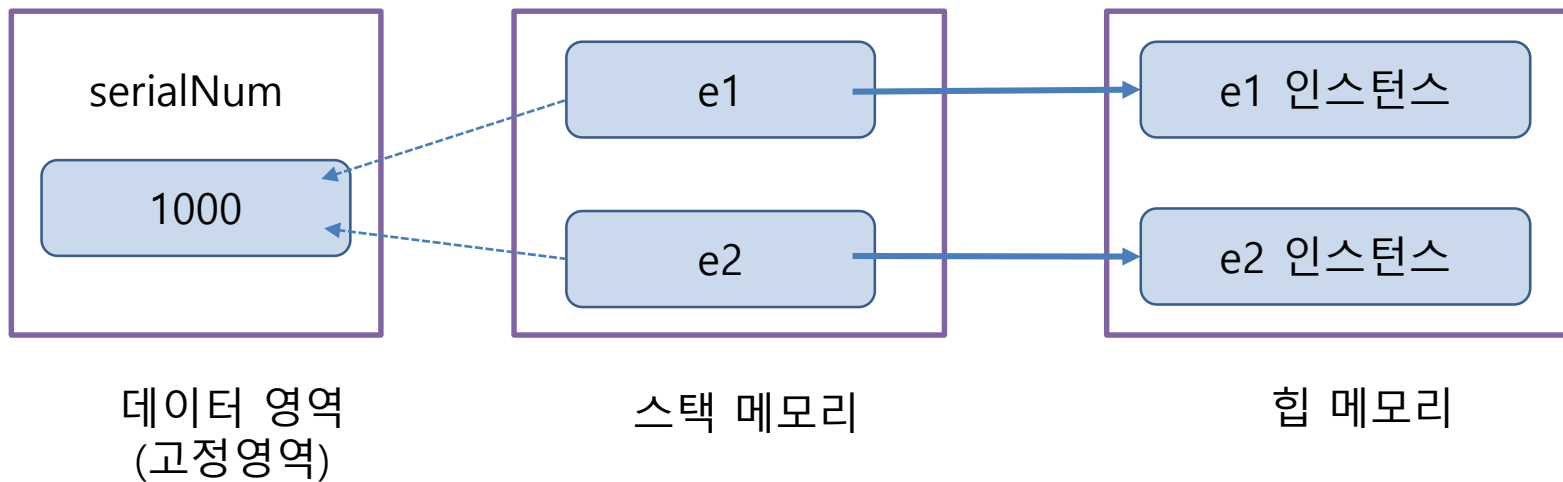 serialNum
1000
e1
e2
e1 인스턴스
e2 인스턴스
데이터 영역
(고정영역)
스택 메모리
힙 메모리